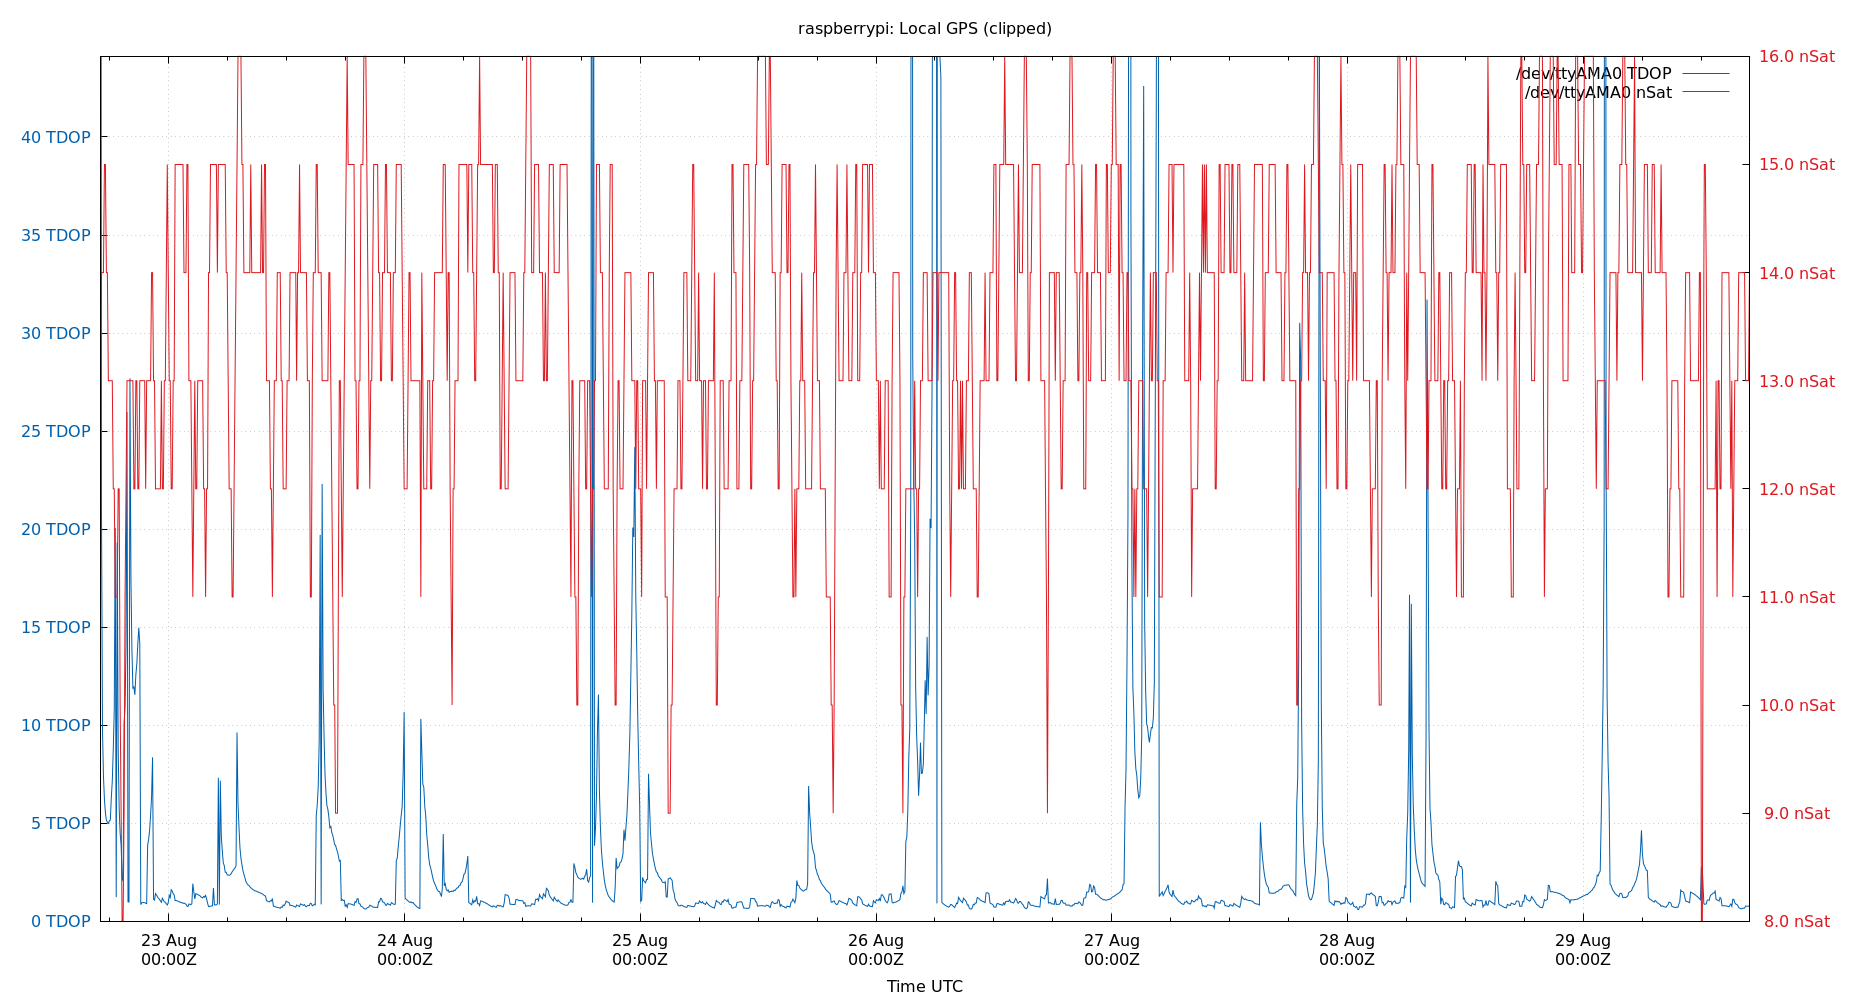 raspberrypi: Local GPS (clipped)
16.0 nSat
/dev/ttyAMA0 TDOP
/dev/ttyAMA0 nSat
40 TDOP
15.0 nSat
35 TDOP
14.0 nSat
30 TDOP
13.0 nSat
25 TDOP
12.0 nSat
20 TDOP
11.0 nSat
15 TDOP
10.0 nSat
10 TDOP
9.0 nSat
5 TDOP
8.0 nSat
0 TDOP
23 Aug 24 Aug 25 Aug 26 Aug 27 Aug 28 Aug 29 Aug
00:00Z 00:00Z 00:00Z 00:00Z 00:00Z 00:00Z 00:00Z
Time UTC